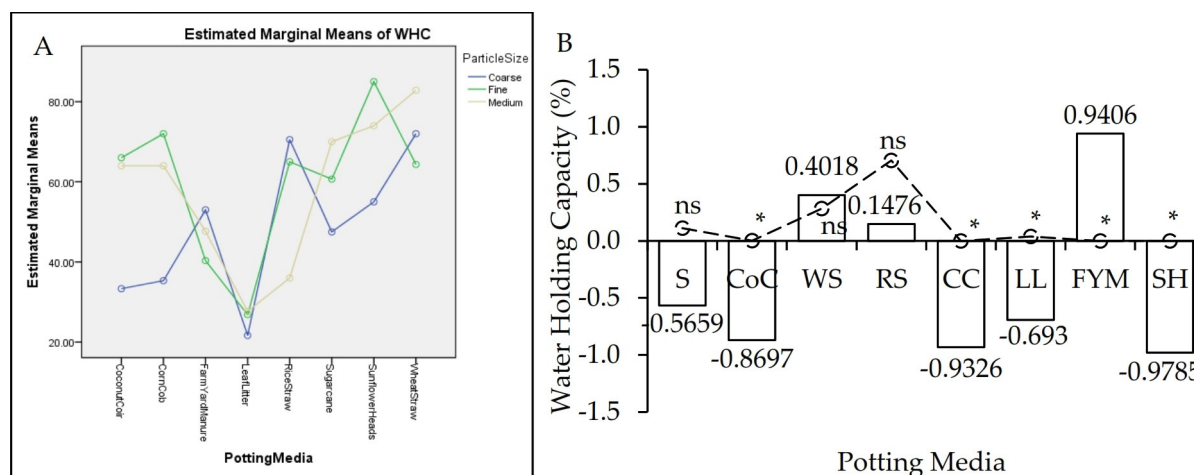 A
Estimated Marginal Means of WHC
ParticleSize
Coarse
Fine
Medium
Estimated Marginal Means
80.00
60.00
40.00
20.00
CoconutCoir
CornCob
FarmYardManure
LeafLitter
RiceStraw
Sugarcane
SunflowerHeads
WheatStraw
PottingMedia
B
Water Holding Capacity (%)
1.5
1.0
0.5
0.0
-0.5
-1.0
-1.5
ns
*
0.4018
ns
ns
0.1476
*
*
0.9406
*
*
S
CoC
WS
RS
CC
LL
FYM
SH
0.5659
-0.8697
-0.9326
-0.693
-0.9785
Potting Media